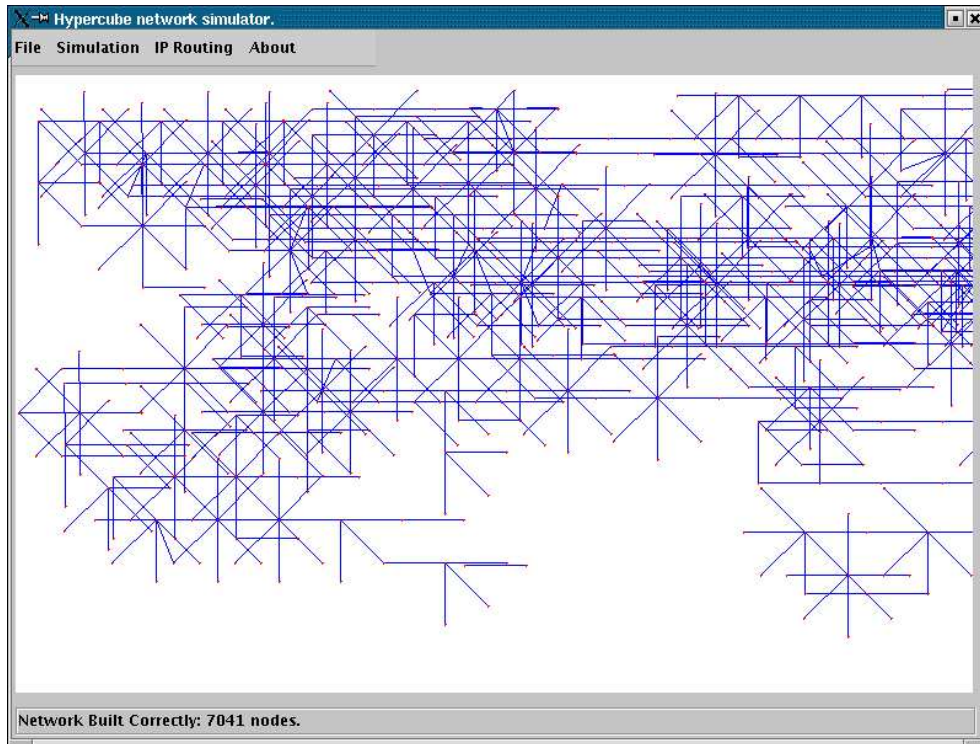 Hypercube network simulator.
File Simulation IP Routing About
Network Built Correctly: 7041 nodes.